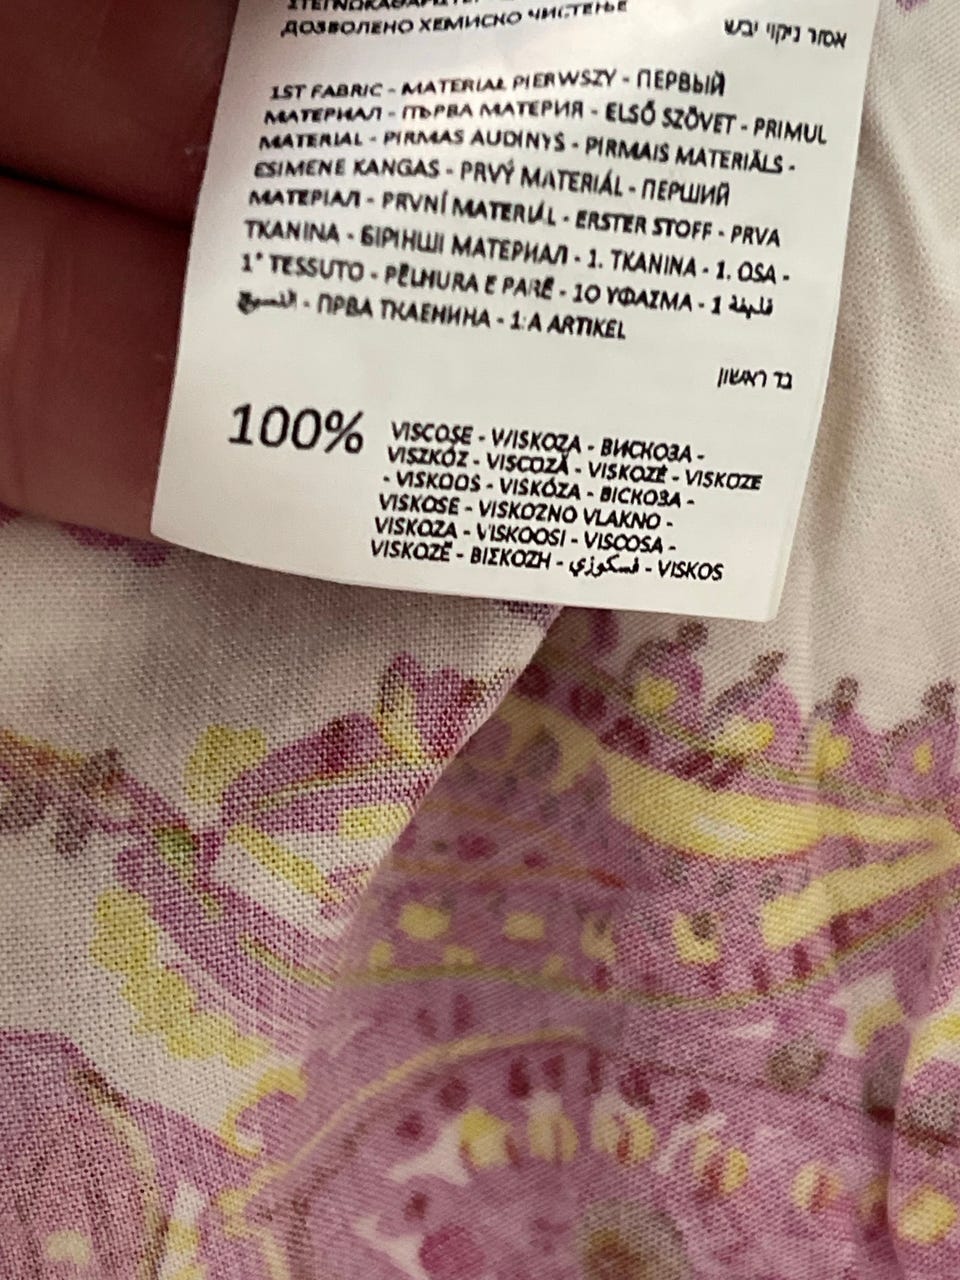 ДОЗВОЛЕНО ХЕМИСКО ЧИСТЕЊЕ
אסור ניקוי יבש
1ST FABRIC - MATERIAŁ PIERWSZY - ПЕРВЫЙ
МАТЕРИАЛ - ПЪРВА МАТЕРИЯ - ELSŐ SZÖVET - PRIMUL
MATERIAL - PIRMAS AUDINYS - PIRMAIS MATERIĀLS -
ESIMENE KANGAS - PRVÝ MATERIÁL - ПЕРШИЙ
МАТЕРІАЛ - PRVNÍ MATERIÁL - ERSTER STOFF - PRVA
TKANINA - БІРІНШІ МАТЕРИАЛ - 1. TKANINA - 1. OSA -
1° TESSUTO - PËLHURA E PARË - 1Ο ΥΦΑΣΜΑ - 1
النسيج - ПРВА ТКАЕНИНА - 1:A ARTIKEL
בד ראשון
100% VISCOSE - WISKOZA - ВИСКОЗА -
VISZKÓZ - VISCOZĂ - VISKOZĖ - VISKOZE
- VISKOOS - VISKÓZA - ВІСКОЗА -
VISKOSE - VISKOZNO VLAKNO -
VISKOZA - VISKOOSI - VISCOSA -
VISKOZË - ΒΙΣΚΟΖΗ - فسكوزي - VISKOS